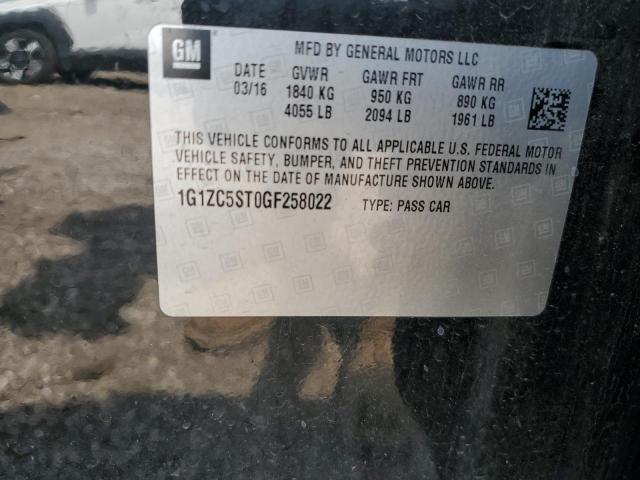 GM
MFD BY GENERAL MOTORS LLC
DATE GVWR GAWR FRT GAWR RR
03/16 1840 KG 950 KG 890 KG
4055 LB 2094 LB 1961 LB
THIS VEHICLE CONFORMS TO ALL APPLICABLE U.S. FEDERAL MOTOR
VEHICLE SAFETY, BUMPER, AND THEFT PREVENTION STANDARDS IN
EFFECT ON THE DATE OF MANUFACTURE SHOWN ABOVE.
1G1ZC5ST0GF258022 TYPE: PASS CAR